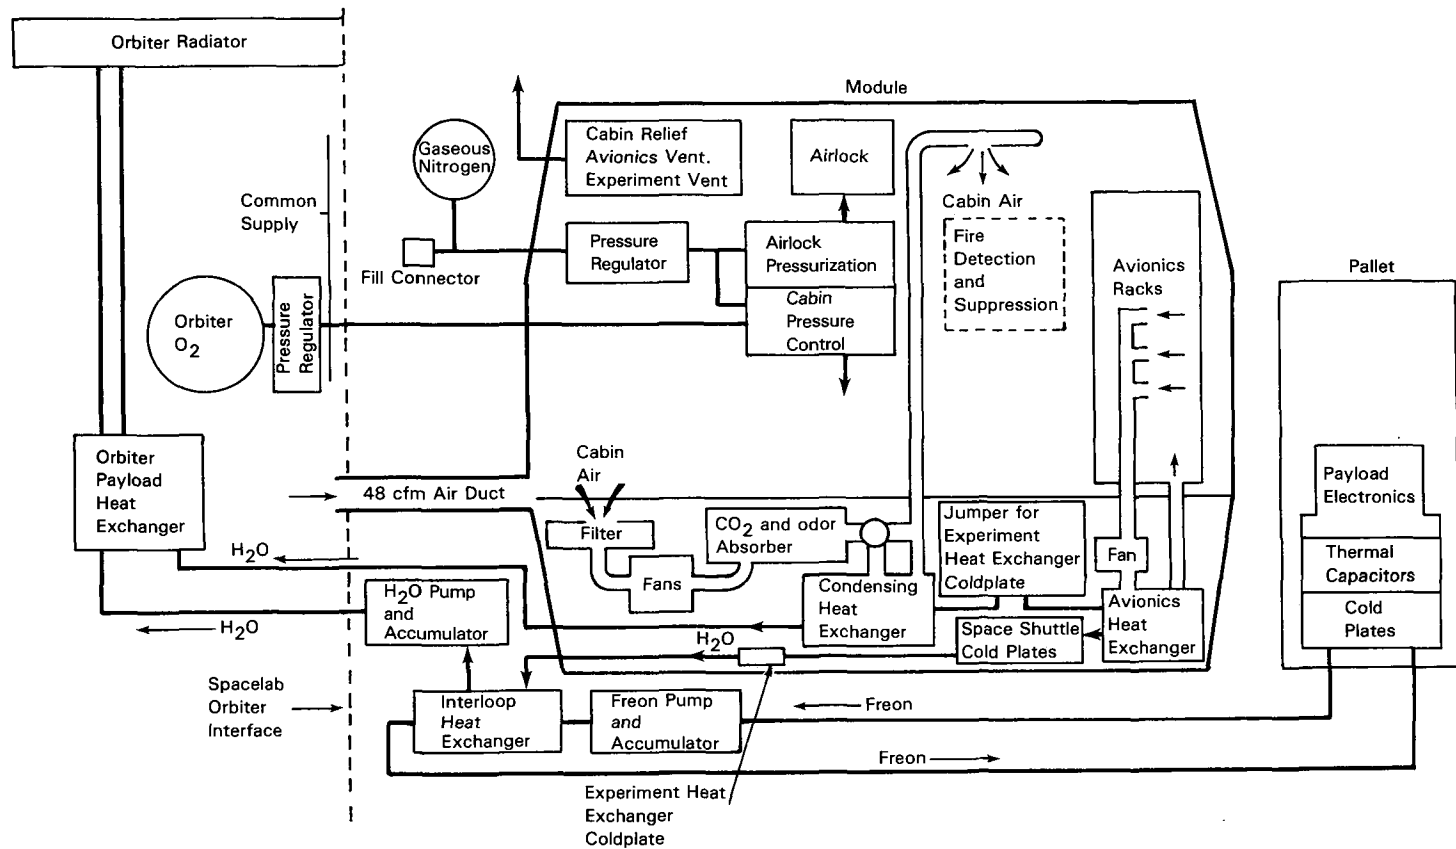 Orbiter Radiator
Module
Gaseous
Nitrogen
Cabin Relief
Avionics Vent.
Experiment Vent
Airlock
Common
Supply
Cabin Air
Fire
Detection
and
Suppression
Fill Connector
Pressure
Regulator
Airlock
Pressurization
Cabin
Pressure
Control
Avionics
Racks
Pallet
Orbiter
O2
Pressure
Regulator
Orbiter
Payload
Heat
Exchanger
48 cfm Air Duct
Cabin
Air
Filter
Fans
CO2 and odor
Absorber
Condensing
Heat
Exchanger
Jumper for
Experiment
Heat Exchanger
Coldplate
Fan
Avionics
Heat
Exchanger
Payload
Electronics
Thermal
Capacitors
Cold
Plates
H2O
H2O Pump
and
Accumulator
H2O
H2O
Space Shuttle
Cold Plates
Spacelab
Orbiter
Interface
Interloop
Heat
Exchanger
Freon Pump
and
Accumulator
Freon
Freon
Experiment Heat
Exchanger
Coldplate